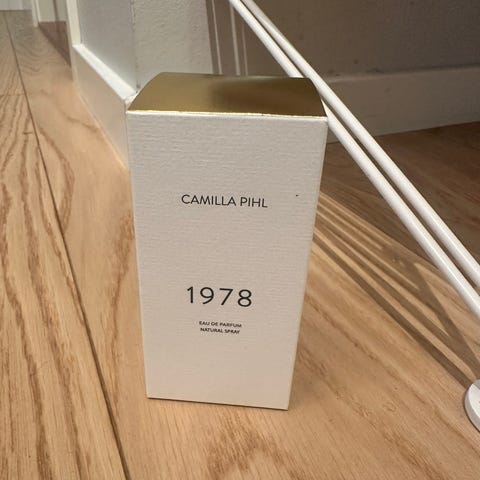 CAMILLA PIHL
1978
EAU DE PARFUM
NATURAL SPRAY